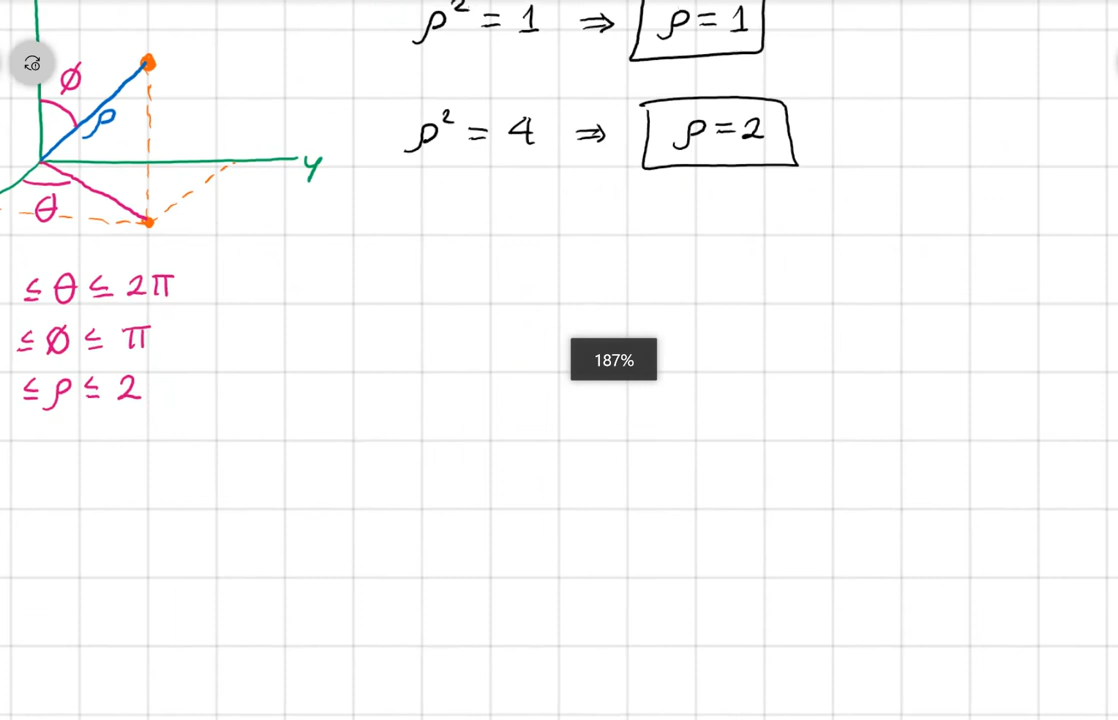 ρ² = 1 ⇒ ρ = 1
ρ² = 4 ⇒ ρ = 2
ϕ
ρ
y
θ
≤ θ ≤ 2π
≤ ϕ ≤ π
≤ ρ ≤ 2
187%